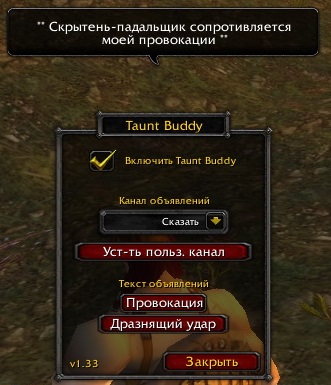 ** Скрытень-падальщик сопротивляется
моей провокации **
Taunt Buddy
Включить Taunt Buddy
Канал объявлений
Сказать
Уст-ть польз. канал
Текст объявлений
Провокация
Дразнящий удар
v1.33
Закрыть